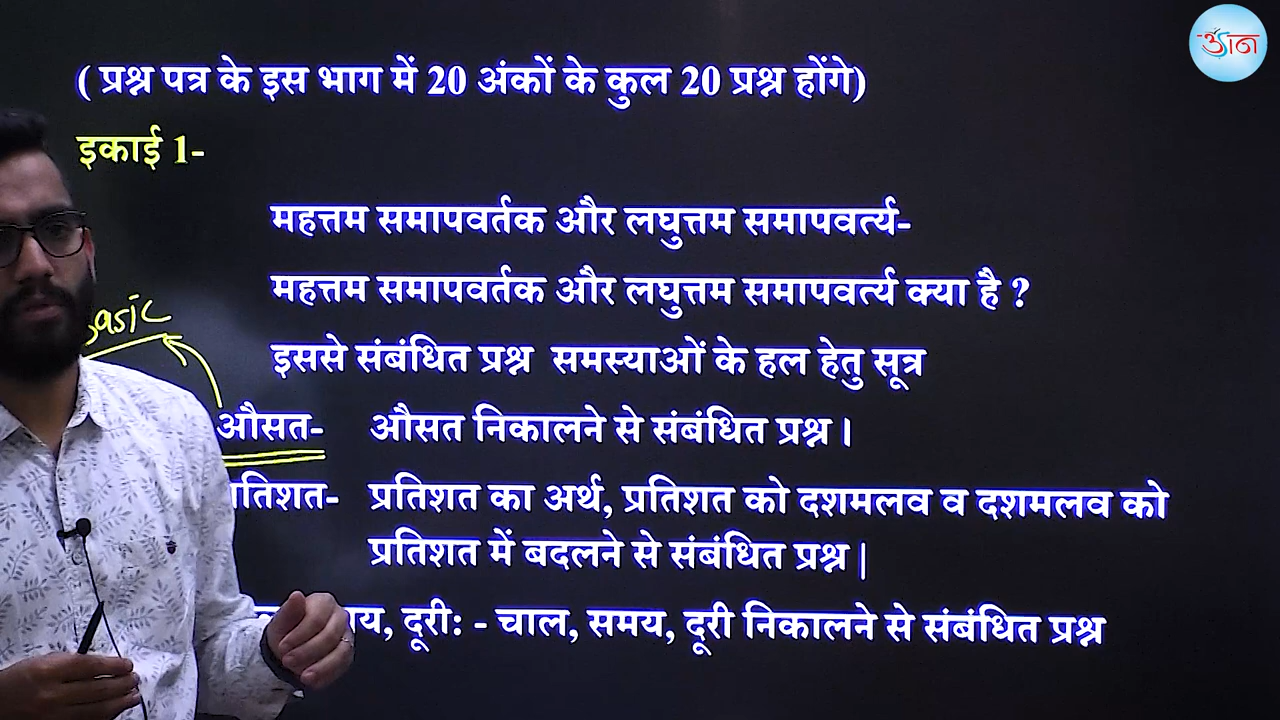 ( प्रश्न पत्र के इस भाग में 20 अंकों के कुल 20 प्रश्न होंगे)
इकाई 1-
महत्तम समापवर्तक और लघुत्तम समापवर्त्य-
महत्तम समापवर्तक और लघुत्तम समापवर्त्य क्या है ?
इससे संबंधित प्रश्न समस्याओं के हल हेतु सूत्र
औसत- औसत निकालने से संबंधित प्रश्न ।
प्रतिशत का अर्थ, प्रतिशत को दशमलव व दशमलव को
प्रतिशत में बदलने से संबंधित प्रश्न |
दूरी: - चाल, समय, दूरी निकालने से संबंधित प्रश्न